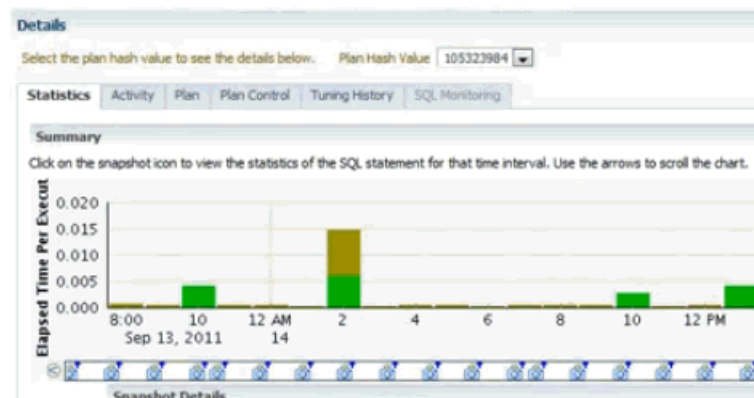 Details
Select the plan hash value to see the details below. Plan Hash Value 105323984
Statistics Activity Plan Plan Control Tuning History SQL Monitoring
Summary
Click on the snapshot icon to view the statistics of the SQL statement for that time interval. Use the arrows to scroll the chart.
Elapsed Time Per Execut
0.020
0.015
0.010
0.005
0.000
8:00 10 12 AM 2 4 6 8 10 12 PM
Sep 13, 2011 14
Snapshot Details